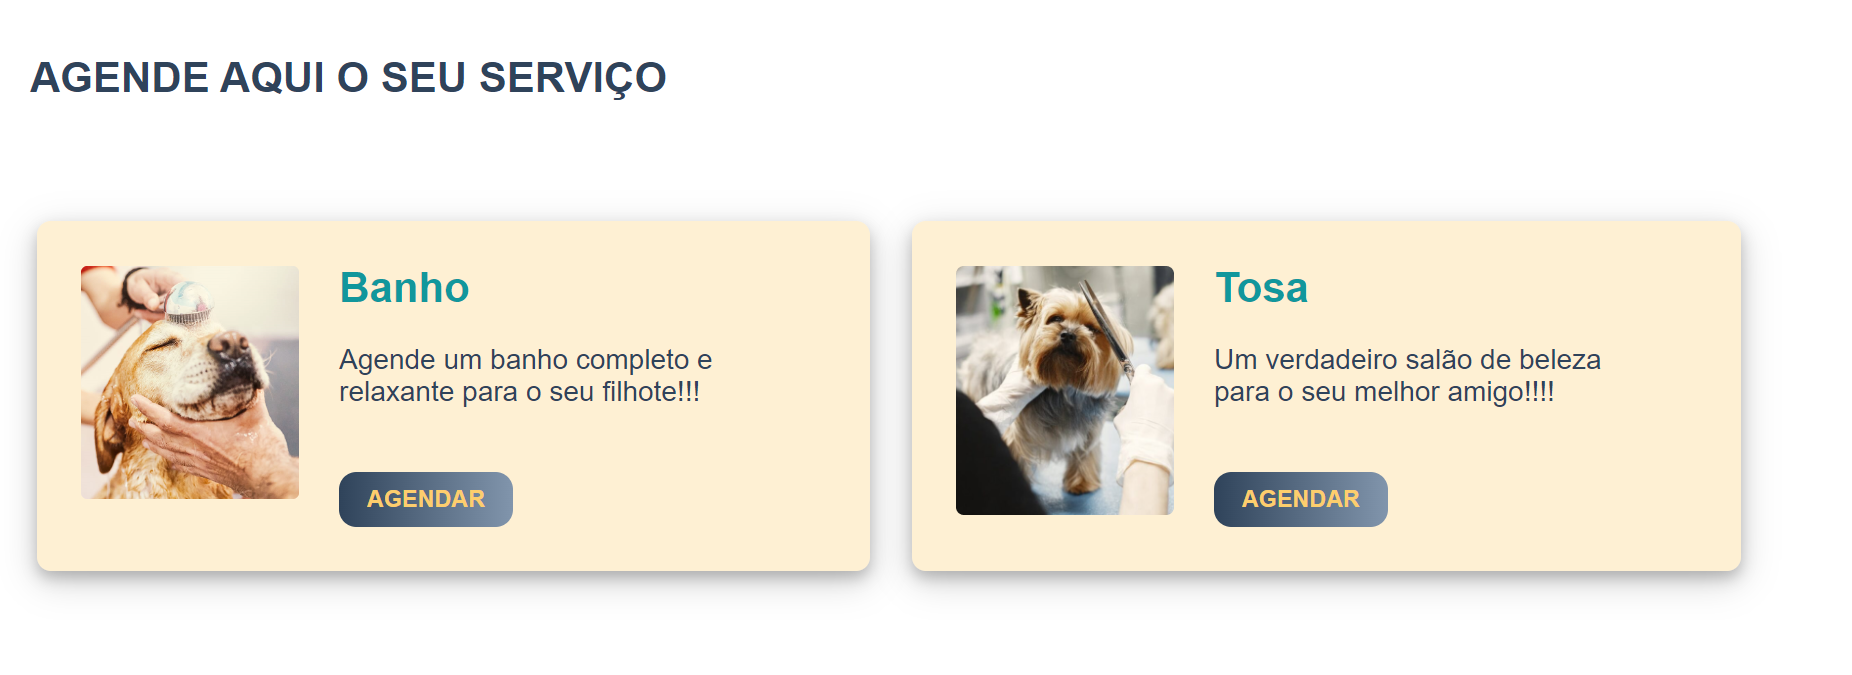 AGENDE AQUI O SEU SERVIÇO
Banho
Agende um banho completo e
relaxante para o seu filhote!!!
AGENDAR
Tosa
Um verdadeiro salão de beleza
para o seu melhor amigo!!!!
AGENDAR